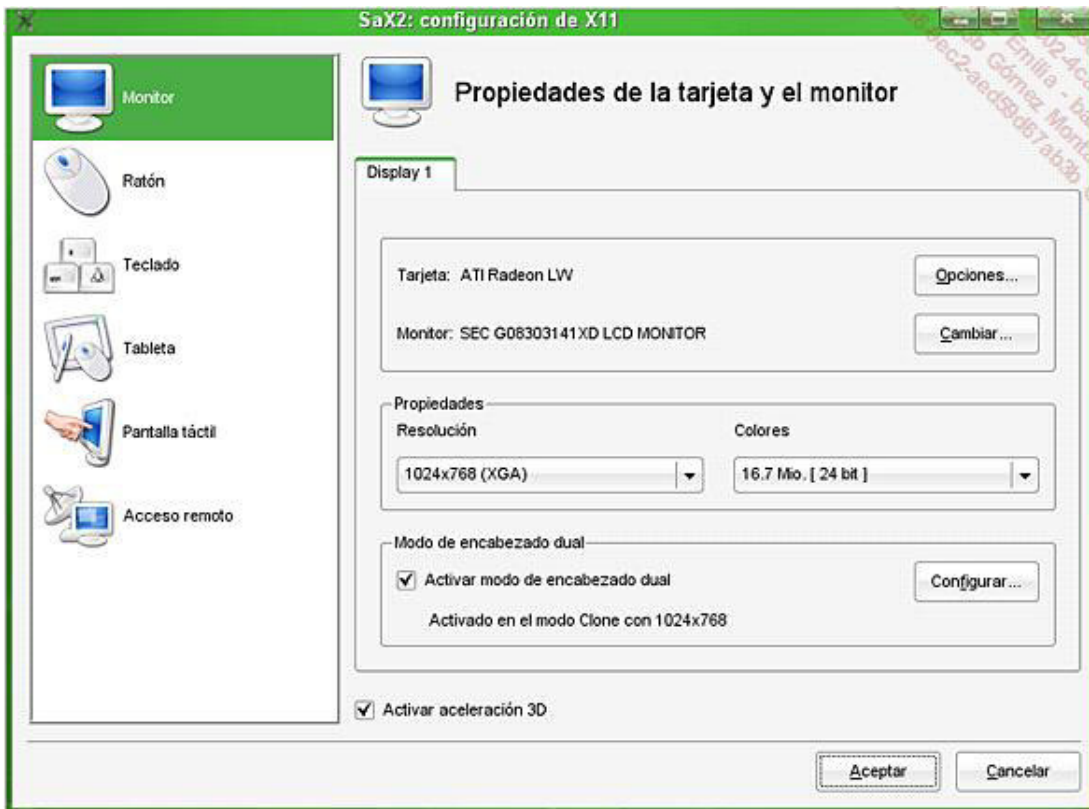 SaX2: configuración de X11
Monitor
Ratón
Teclado
Tableta
Pantalla táctil
Acceso remoto
Propiedades de la tarjeta y el monitor
Display 1
Tarjeta: ATI Radeon LW
Opciones...
Monitor: SEC G08303141XD LCD MONITOR
Cambiar...
Propiedades
Resolución
Colores
1024x768 (XGA)
16.7 Mio. [ 24 bit ]
Modo de encabezado dual
Activar modo de encabezado dual
Configurar...
Activado en el modo Clone con 1024x768
Activar aceleración 3D
Aceptar
Cancelar
Emilia - 
Gómez